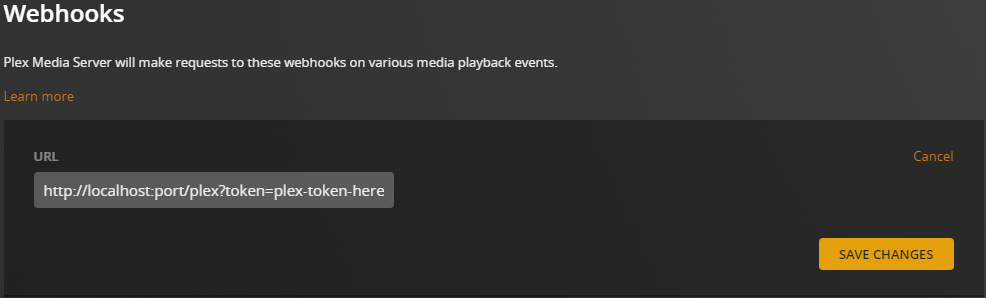 Webhooks
Plex Media Server will make requests to these webhooks on various media playback events.
Learn more
URL
Cancel
http://localhost:port/plex?token=plex-token-here
SAVE CHANGES